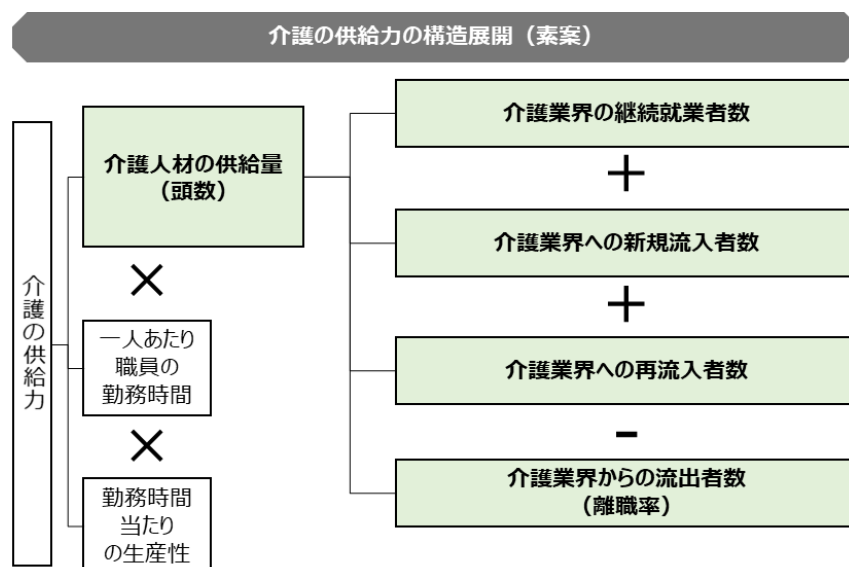 介護の供給力の構造展開（素案）
介護の供給力
介護人材の供給量
（頭数）
×
一人あたり
職員の
勤務時間
×
勤務時間
当たり
の生産性
介護業界の継続就業者数
＋
介護業界への新規流入者数
＋
介護業界への再流入者数
-
介護業界からの流出者数
（離職率）